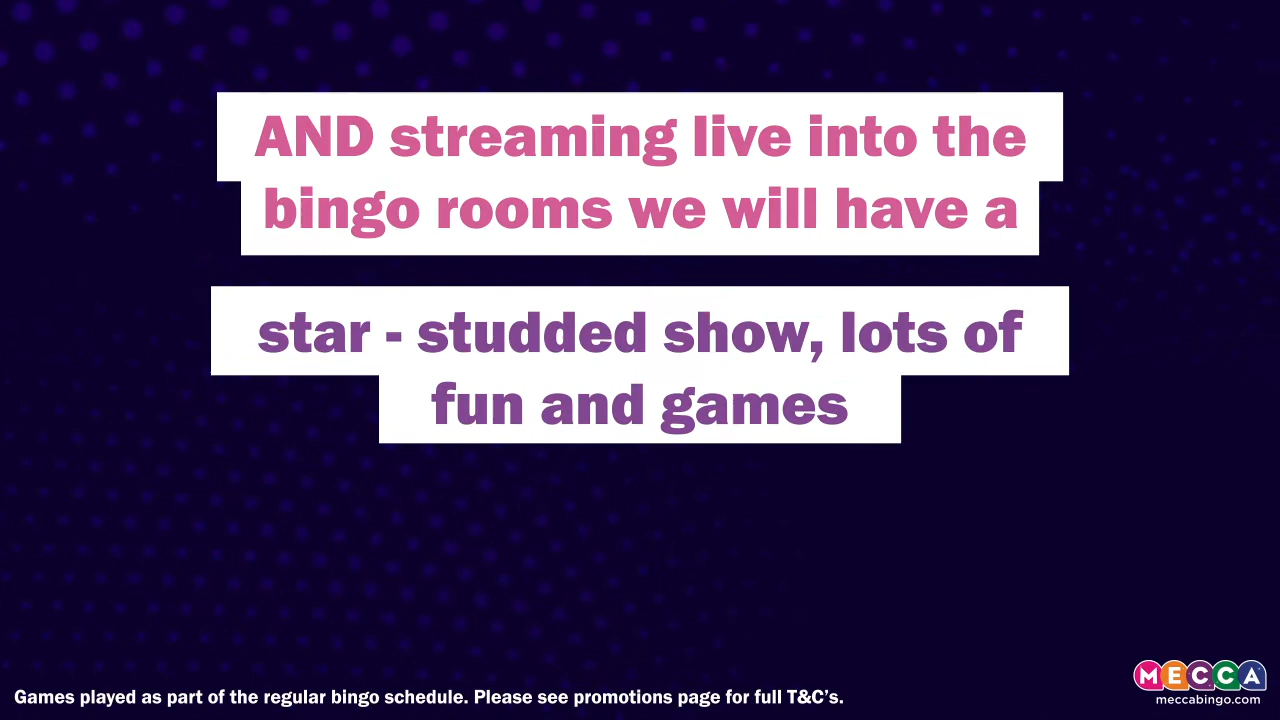 AND streaming live into the
bingo rooms we will have a
star - studded show, lots of
fun and games
MECCA
meccabingo.com
Games played as part of the regular bingo schedule. Please see promotions page for full T&C's.